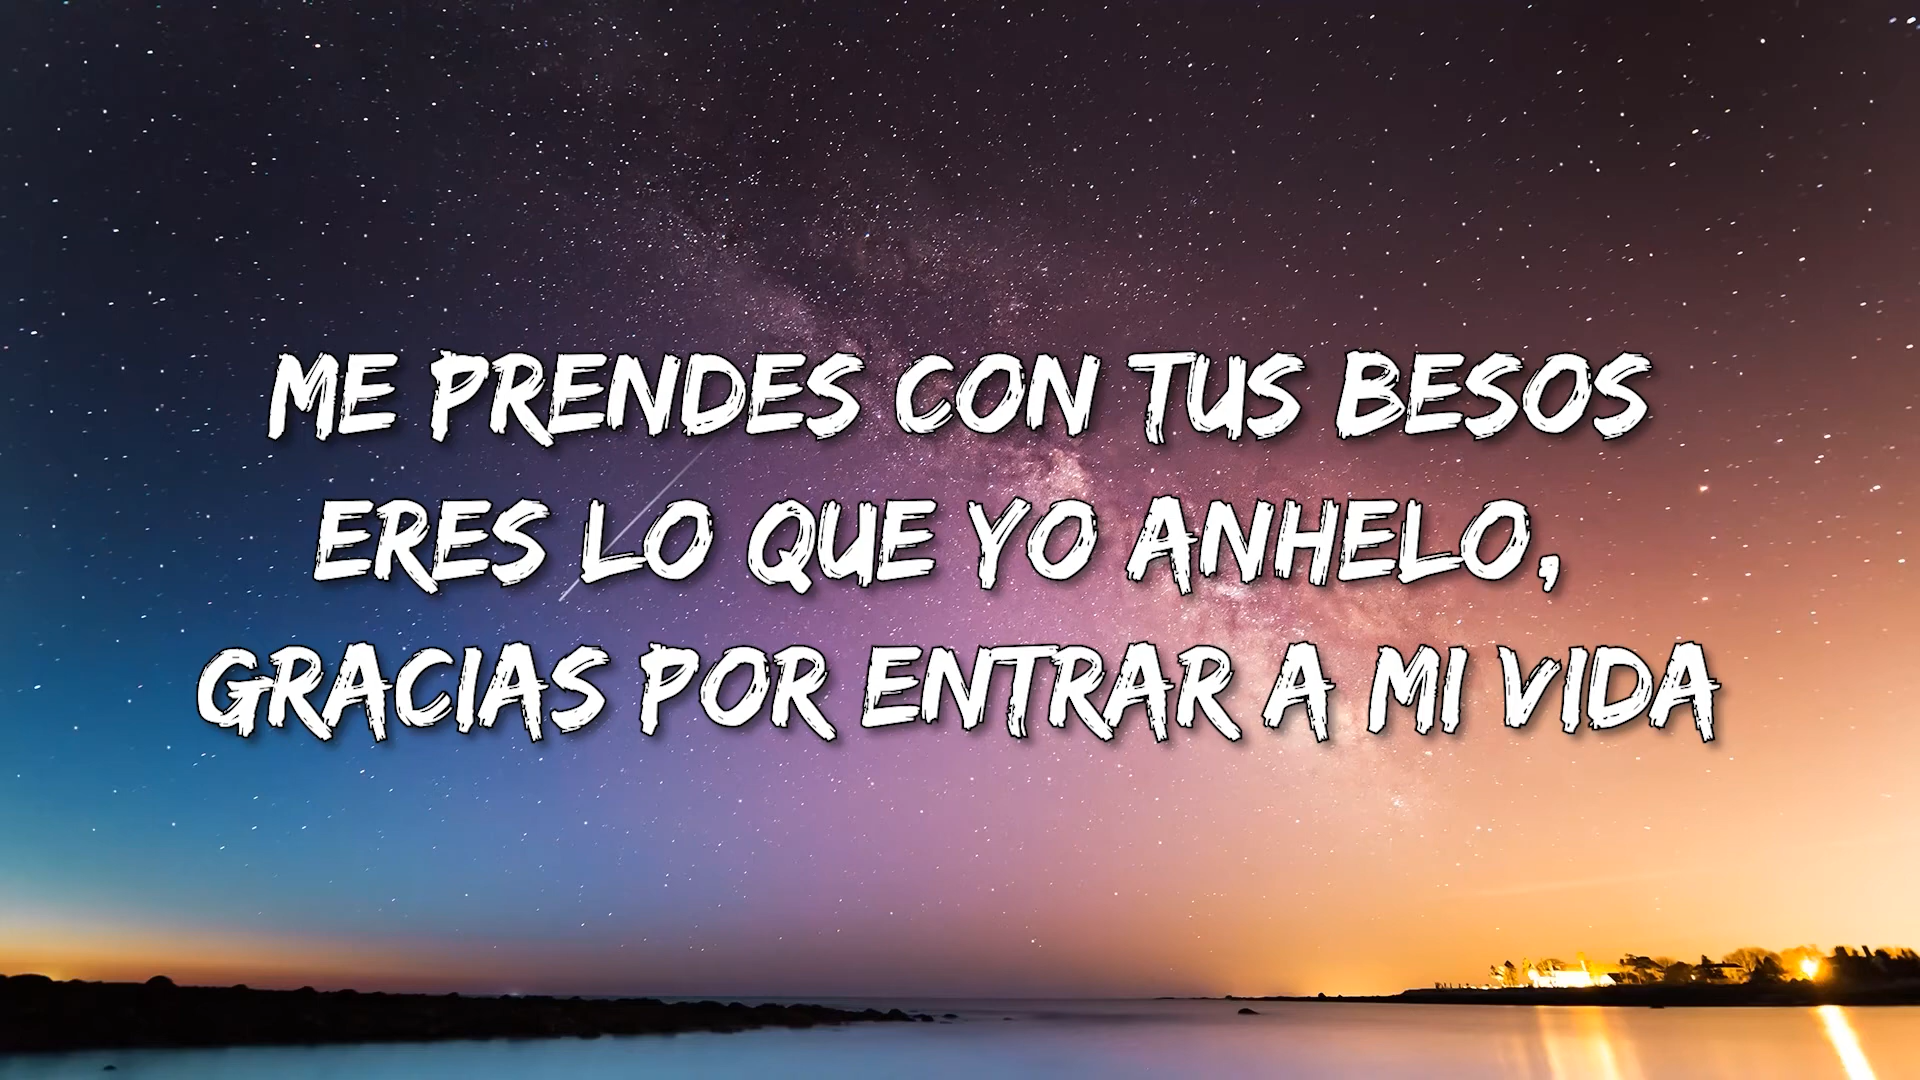 ME PRENDES CON TUS BESOS
ERES LO QUE YO ANHELO,
GRACIAS POR ENTRAR A MI VIDA